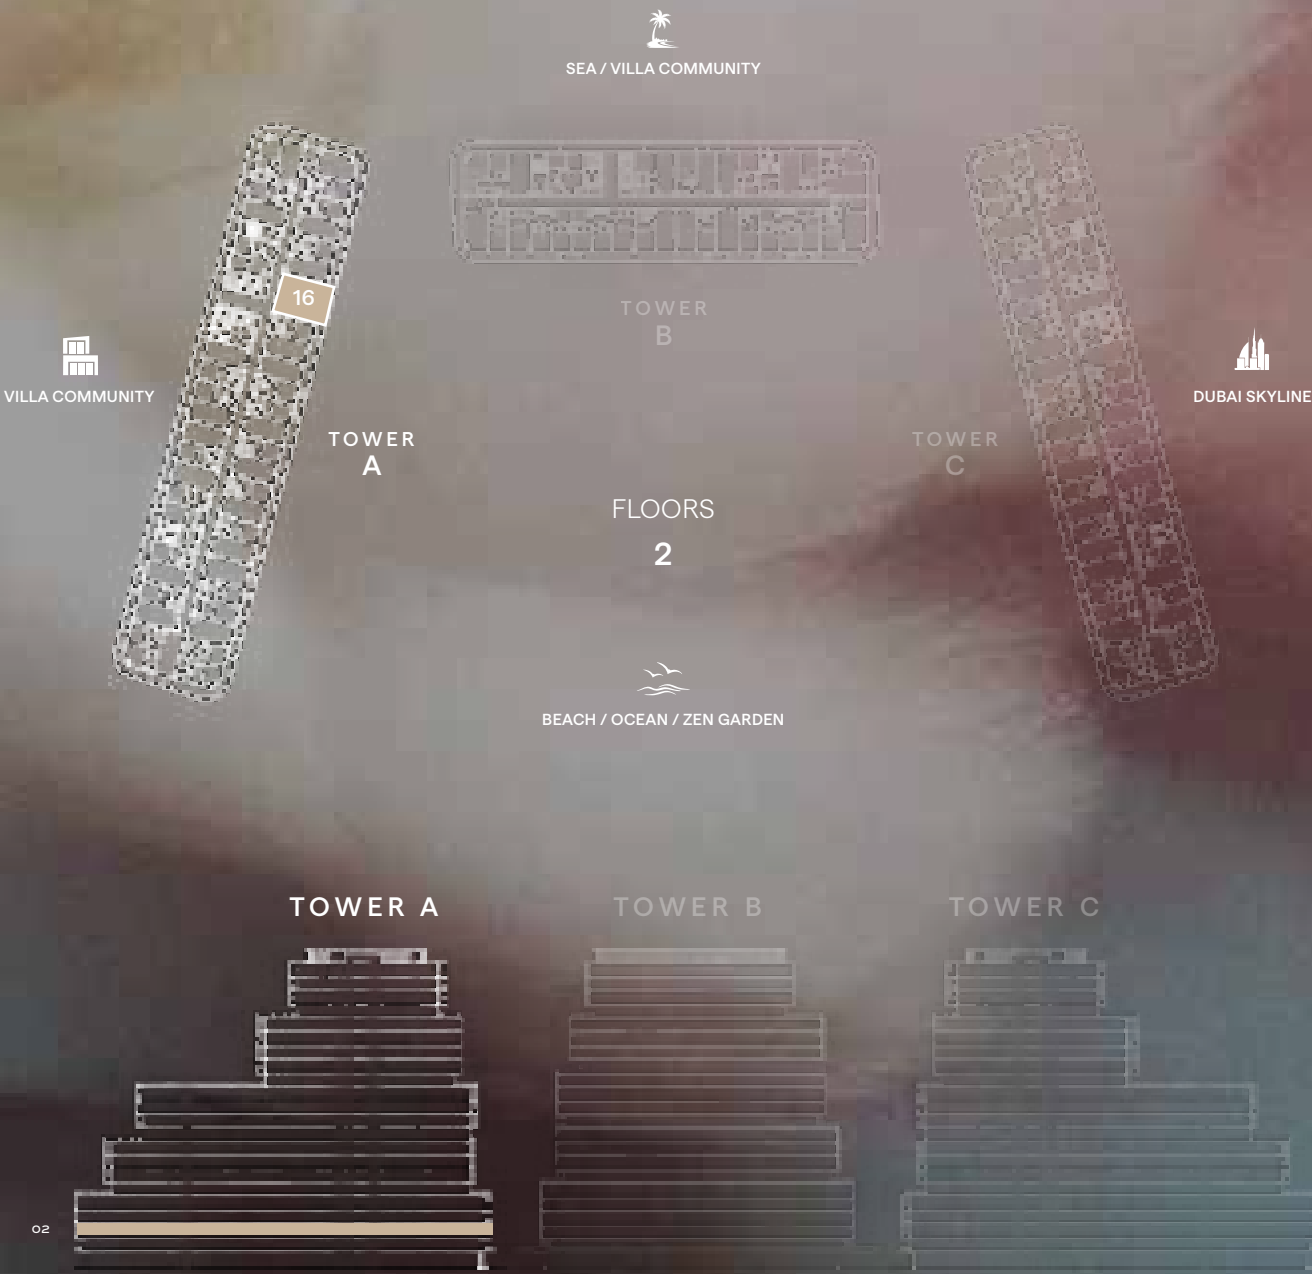 SEA / VILLA COMMUNITY
16
TOWER
B
VILLA COMMUNITY
DUBAI SKYLINE
TOWER
A
TOWER
C
FLOORS
2
BEACH / OCEAN / ZEN GARDEN
TOWER A
TOWER B
TOWER C
02